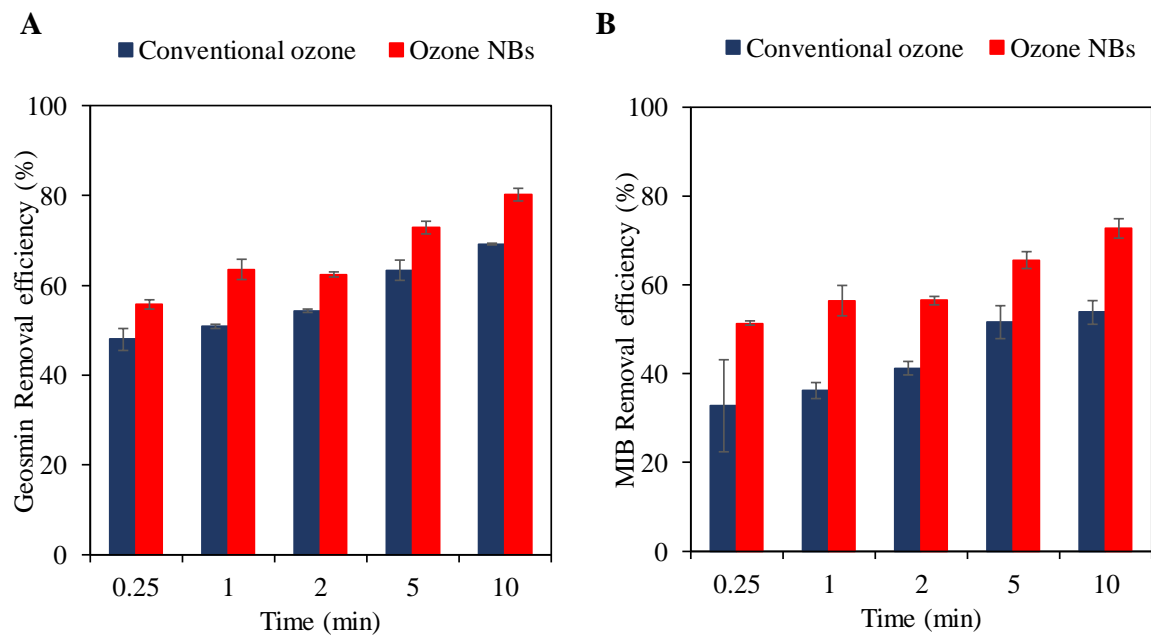 A
Conventional ozone Ozone NBs
Geosmin Removal efficiency (%)
100
80
60
40
20
0
0.25 1 2 5 10
Time (min)
B
Conventional ozone Ozone NBs
MIB Removal efficiency (%)
100
80
60
40
20
0
0.25 1 2 5 10
Time (min)